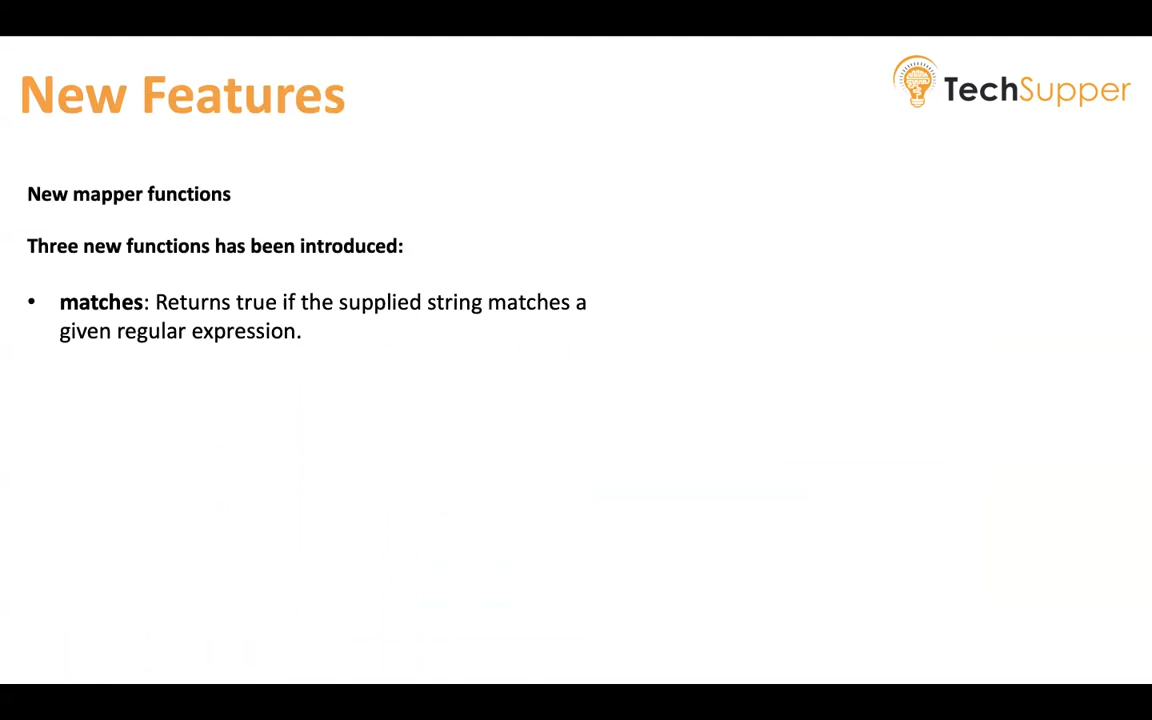 New Features
TechSupper
New mapper functions
Three new functions has been introduced:
• matches: Returns true if the supplied string matches a
given regular expression.